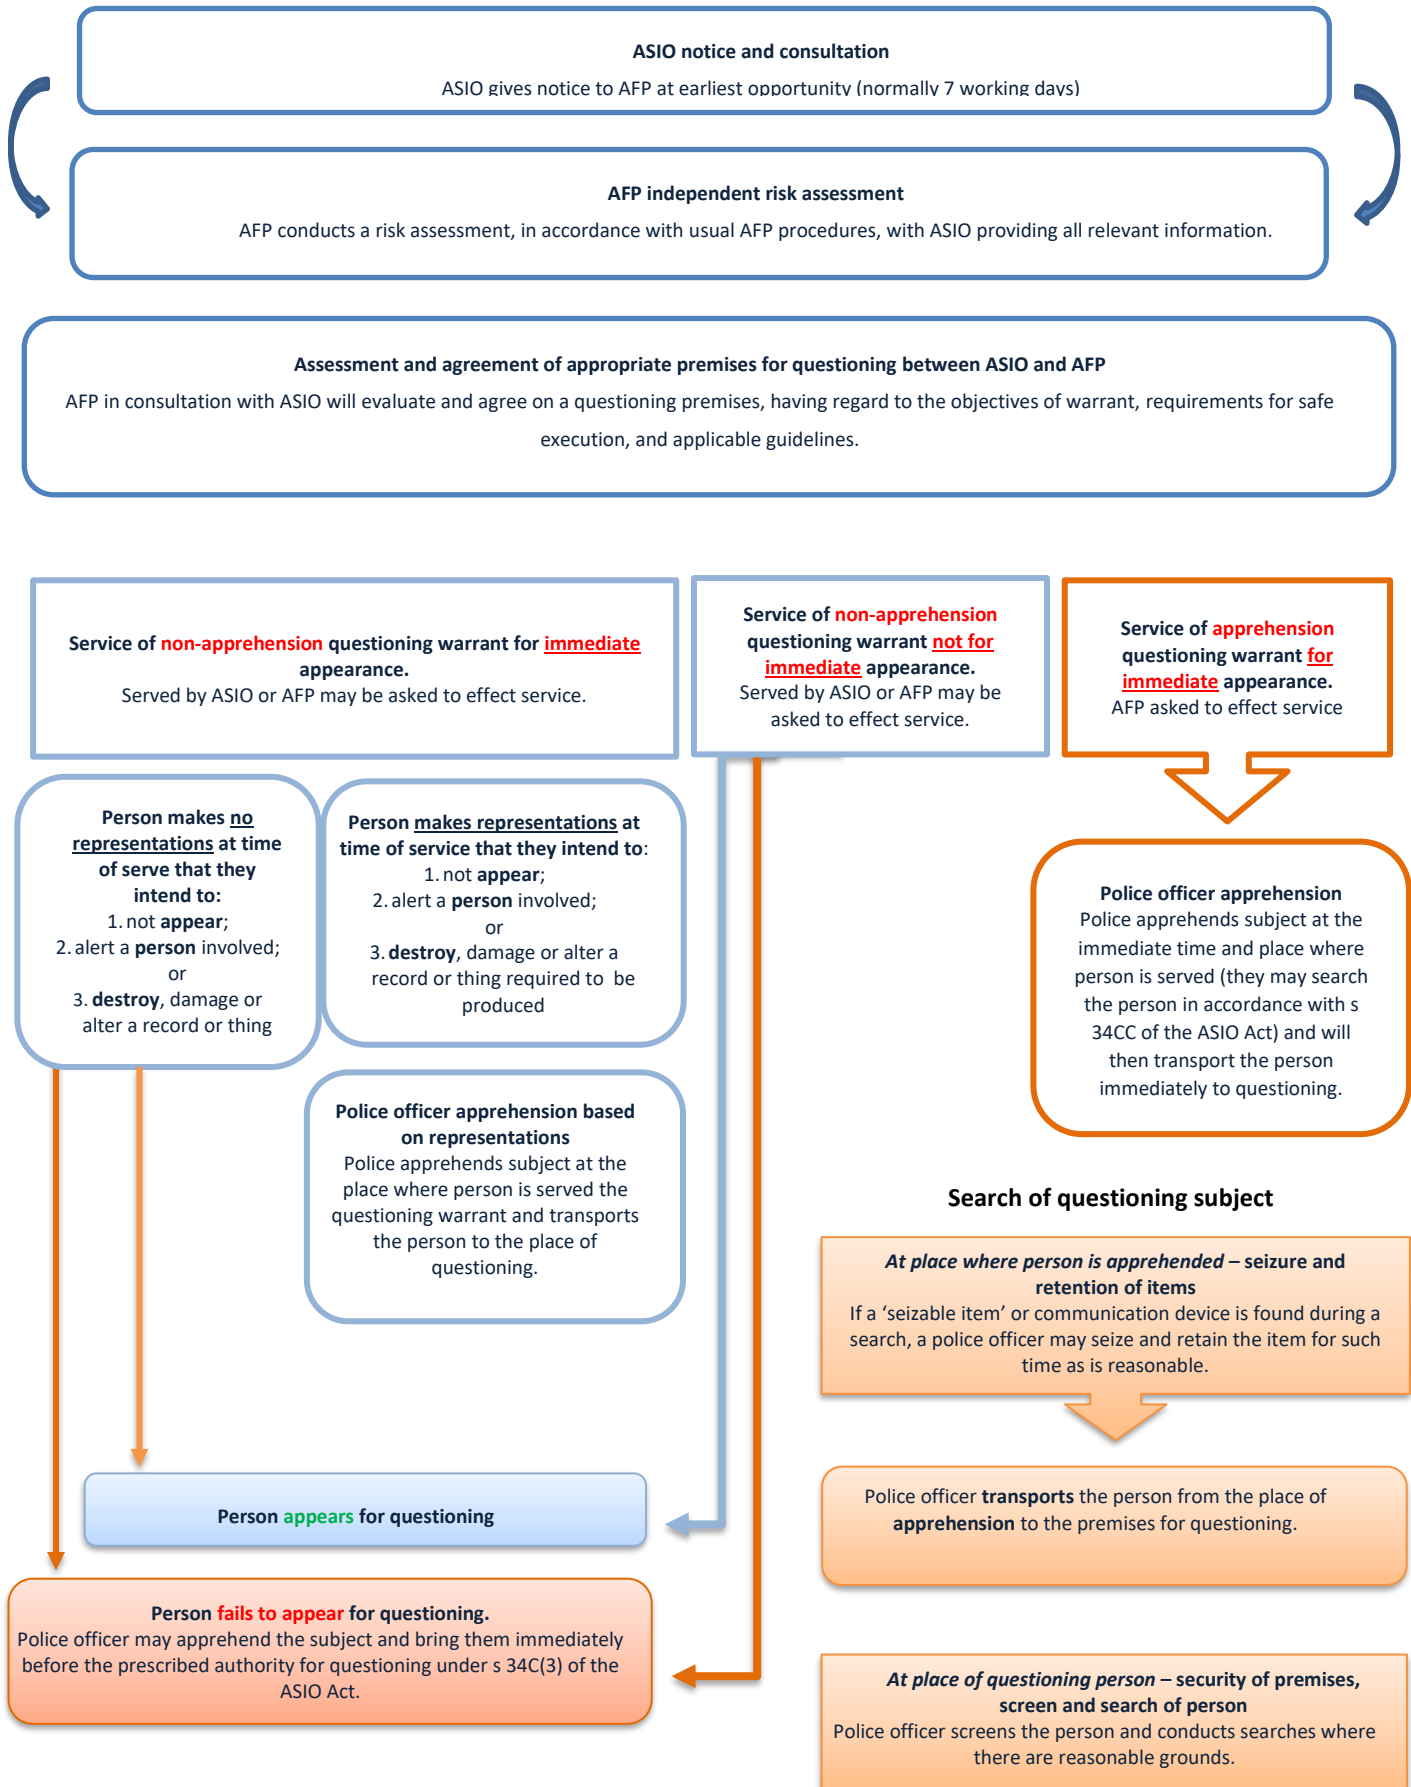 ASIO notice and consultation
ASIO gives notice to AFP at earliest opportunity (normally 7 working days)
AFP independent risk assessment
AFP conducts a risk assessment, in accordance with usual AFP procedures, with ASIO providing all relevant information.
Assessment and agreement of appropriate premises for questioning between ASIO and AFP
AFP in consultation with ASIO will evaluate and agree on a questioning premises, having regard to the objectives of warrant, requirements for safe
execution, and applicable guidelines.
Service of non-apprehension questioning warrant for immediate
appearance.
Served by ASIO or AFP may be asked to effect service.
Service of non-apprehension
questioning warrant not for
immediate appearance.
Served by ASIO or AFP may be
asked to effect service.
Service of apprehension
questioning warrant for
immediate appearance.
AFP asked to effect service
Person makes no
representations at time
of serve that they
intend to:
1. not appear;
2. alert a person involved;
or
3. destroy, damage or
alter a record or thing
Person makes representations at
time of service that they intend to:
1. not appear;
2. alert a person involved;
or
3. destroy, damage or alter a
record or thing required to be
produced
Police officer apprehension
Police apprehends subject at the
immediate time and place where
person is served (they may search
the person in accordance with s
34CC of the ASIO Act) and will
then transport the person
immediately to questioning.
Police officer apprehension based
on representations
Police apprehends subject at the
place where person is served the
questioning warrant and transports
the person to the place of
questioning.
Search of questioning subject
At place where person is apprehended – seizure and
retention of items
If a ‘seizable item’ or communication device is found during a
search, a police officer may seize and retain the item for such
time as is reasonable.
Person appears for questioning
Police officer transports the person from the place of
apprehension to the premises for questioning.
Person fails to appear for questioning.
Police officer may apprehend the subject and bring them immediately
before the prescribed authority for questioning under s 34C(3) of the
ASIO Act.
At place of questioning person – security of premises,
screen and search of person
Police officer screens the person and conducts searches where
there are reasonable grounds.